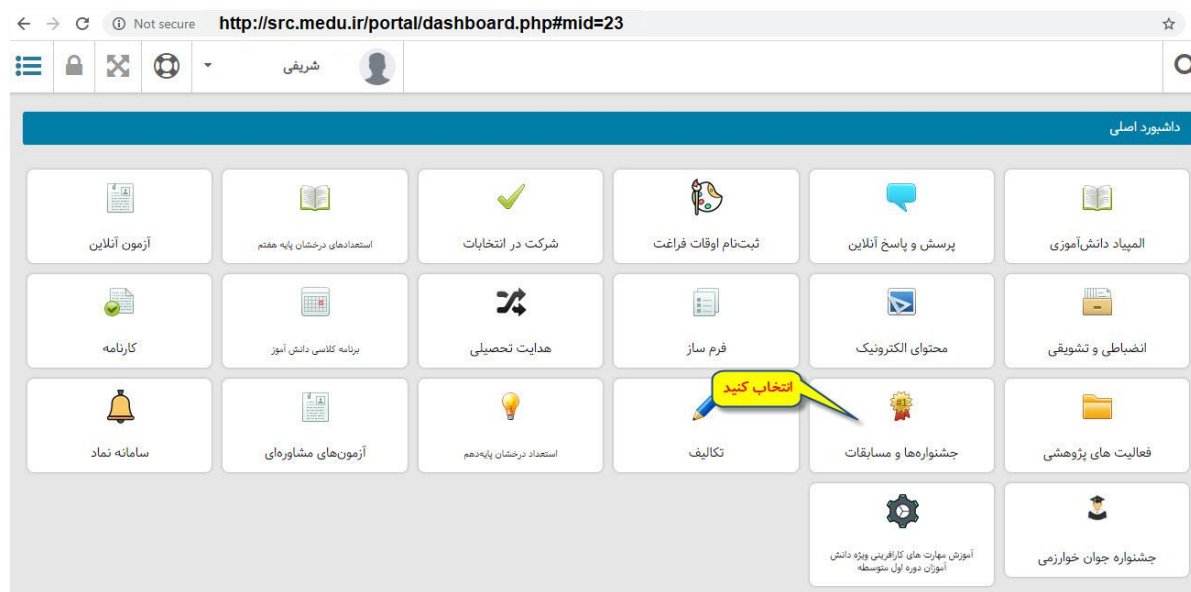 Not secure http://src.medu.ir/portal/dashboard.php#mid=23
شریفی
داشبورد اصلی
المپیاد دانش‌آموزی
پرسش و پاسخ آنلاین
ثبت‌نام اوقات فراغت
شرکت در انتخابات
استعدادهای درخشان پایه هفتم
آزمون آنلاین
انضباطی و تشویقی
محتوای الکترونیک
فرم ساز
هدایت تحصیلی
برنامه کلاسی دانش آموز
کارنامه
انتخاب کنید
#1
فعالیت های پژوهشی
جشنواره‌ها و مسابقات
تکالیف
استعداد درخشان پایه‌دهم
آزمون‌های مشاوره‌ای
سامانه نماد
جشنواره جوان خوارزمی
آموزش مهارت های کارافرینی ویژه دانش
آموزان دوره اول متوسطه